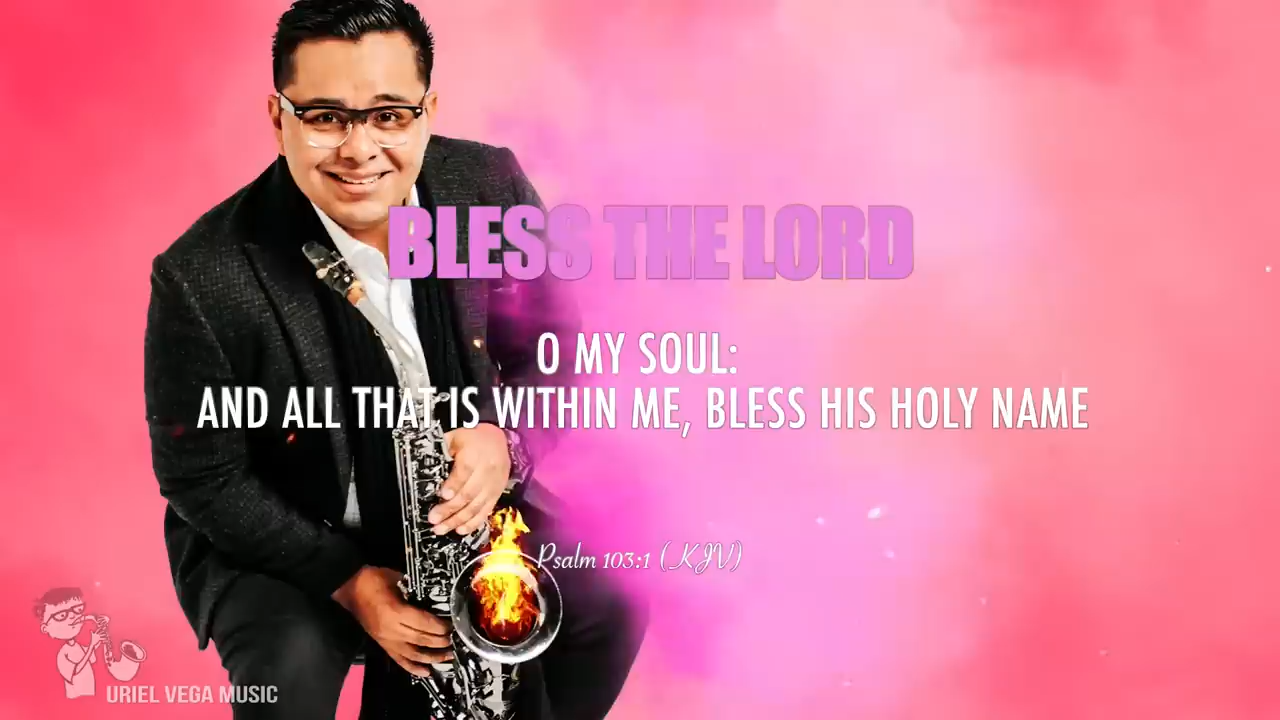 BLESS THE LORD
O MY SOUL:
AND ALL THAT IS WITHIN ME, BLESS HIS HOLY NAME
Psalm 103:1 (KJV)
URIEL VEGA MUSIC